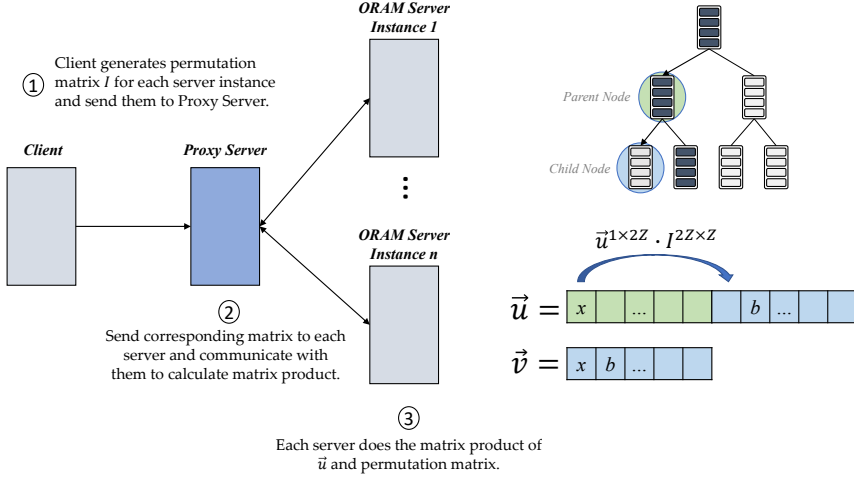 ORAM Server
Instance 1
① Client generates permutation
matrix I for each server instance
and send them to Proxy Server.
Client
Proxy Server
⋮
ORAM Server
Instance n
②
Send corresponding matrix to each
server and communicate with
them to calculate matrix product.
③
Each server does the matrix product of
u⃗ and permutation matrix.
Parent Node
Child Node
u⃗^{1×2Z} · I^{2Z×Z}
u⃗ = x ... b ...
v⃗ = x b ...